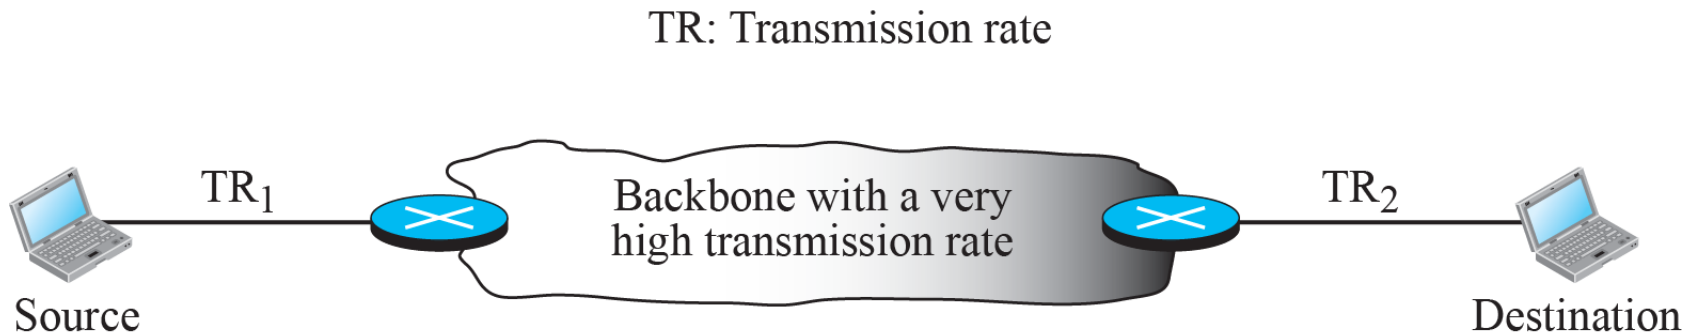 TR: Transmission rate
TR1
Backbone with a very
high transmission rate
TR2
Source
Destination